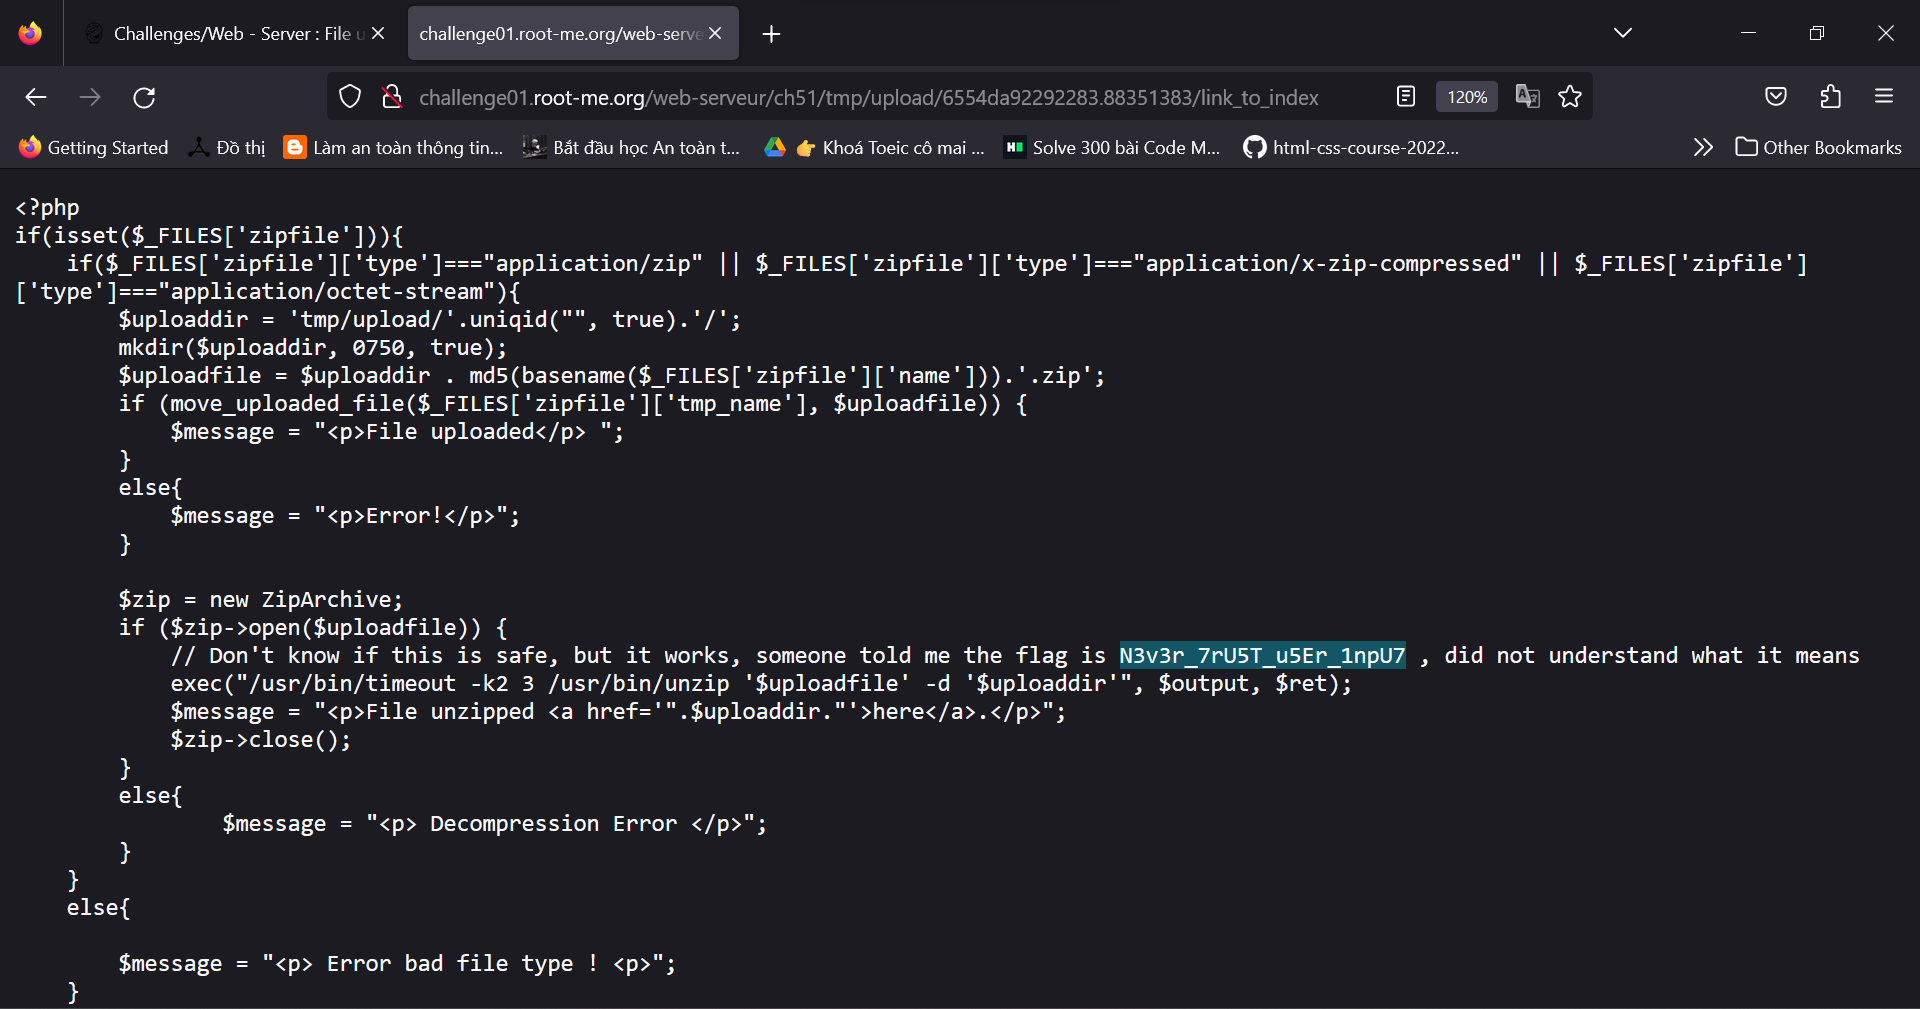 Challenges/Web - Server : File u
challenge01.root-me.org/web-serve
challenge01.root-me.org/web-serveur/ch51/tmp/upload/6554da92292283.88351383/link_to_index
120%
Getting Started
Đồ thị
Làm an toàn thông tin...
Bắt đầu học An toàn t...
Khoá Toeic cô mai ...
Solve 300 bài Code M...
html-css-course-2022...
Other Bookmarks
<?php
if(isset($_FILES['zipfile'])){
    if($_FILES['zipfile']['type']==="application/zip" || $_FILES['zipfile']['type']==="application/x-zip-compressed" || $_FILES['zipfile']
['type']==="application/octet-stream"){
        $uploaddir = 'tmp/upload/'.uniqid("", true).'/';
        mkdir($uploaddir, 0750, true);
        $uploadfile = $uploaddir . md5(basename($_FILES['zipfile']['name'])).'.zip';
        if (move_uploaded_file($_FILES['zipfile']['tmp_name'], $uploadfile)) {
            $message = "<p>File uploaded</p> ";
        }
        else{
            $message = "<p>Error!</p>";
        }
        $zip = new ZipArchive;
        if ($zip->open($uploadfile)) {
            // Don't know if this is safe, but it works, someone told me the flag is N3v3r_7rU5T_u5Er_1npU7 , did not understand what it means
            exec("/usr/bin/timeout -k2 3 /usr/bin/unzip '$uploadfile' -d '$uploaddir'", $output, $ret);
            $message = "<p>File unzipped <a href='".$uploaddir."'>here</a>.</p>";
            $zip->close();
        }
        else{
                $message = "<p> Decompression Error </p>";
        }
    }
    else{
        $message = "<p> Error bad file type ! <p>";
    }